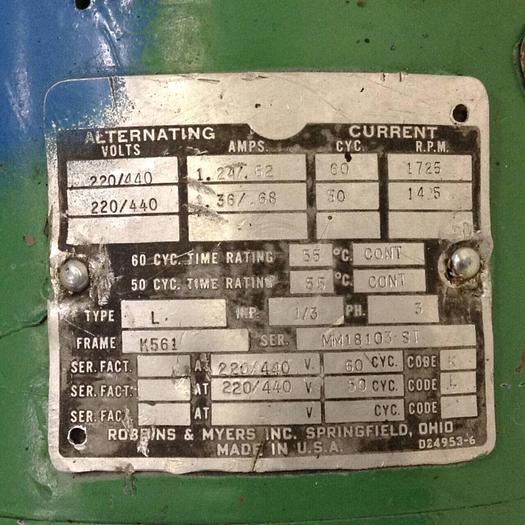 ALTERNATING CURRENT
VOLTS AMPS. CYC. R.P.M.
220/440 1.24/.62 60 1725
220/440 1.36/.68 50 1425
60 CYC. TIME RATING 55 °C. CONT
50 CYC. TIME RATING 55 °C. CONT
TYPE L H.P. 1/3 PH. 3
FRAME K561 SER. MM18103-ST
SER. FACT. AT 220/440 V. 60 CYC. CODE K
SER. FACT. AT 220/440 V 50 CYC. CODE L
SER. FAC AT V CYC. CODE
ROBBINS & MYERS INC. SPRINGFIELD, OHIO
MADE IN U.S.A. D24953-6